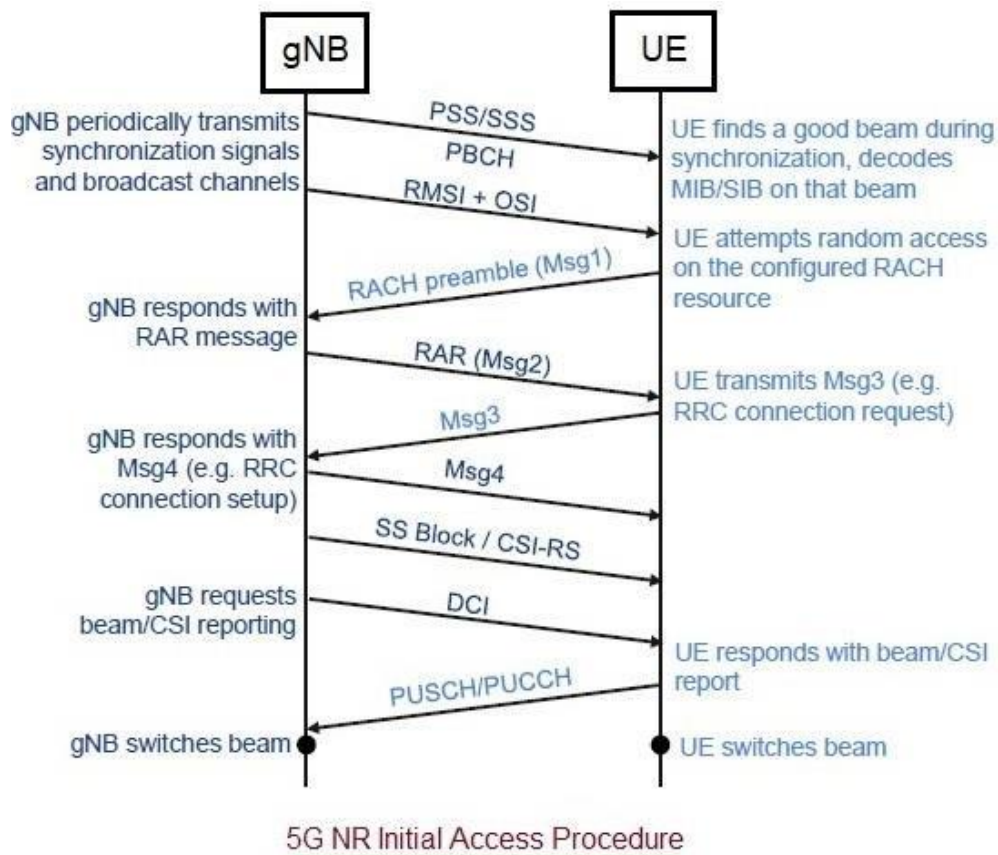 gNB
UE
gNB periodically transmits
synchronization signals
and broadcast channels
PSS/SSS
PBCH
UE finds a good beam during
synchronization, decodes
MIB/SIB on that beam
RMSI + OSI
UE attempts random access
on the configured RACH
resource
RACH preamble (Msg1)
gNB responds with
RAR message
RAR (Msg2)
UE transmits Msg3 (e.g.
RRC connection request)
Msg3
gNB responds with
Msg4 (e.g. RRC
connection setup)
Msg4
SS Block / CSI-RS
gNB requests
beam/CSI reporting
DCI
UE responds with beam/CSI
report
PUSCH/PUCCH
gNB switches beam
UE switches beam
5G NR Initial Access Procedure